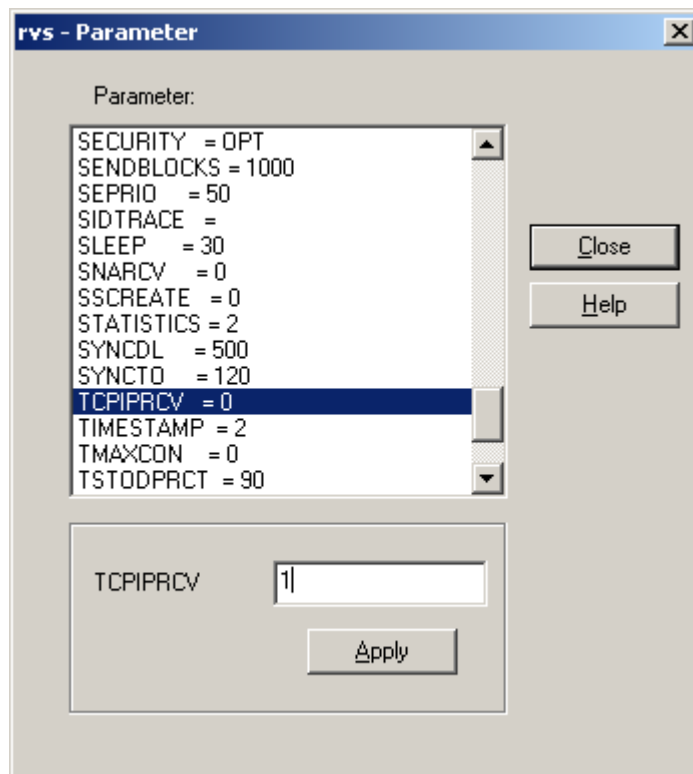 rvs - Parameter
Parameter:
SECURITY = OPT
SENDBLOCKS = 1000
SEPRIO = 50
SIDTRACE =
SLEEP = 30
SNARCV = 0
SSCREATE = 0
STATISTICS = 2
SYNCDL = 500
SYNCTO = 120
TCPIPRCV = 0
TIMESTAMP = 2
TMAXCON = 0
TSTODPRCT = 90
Close
Help
TCPIPRCV 1
Apply